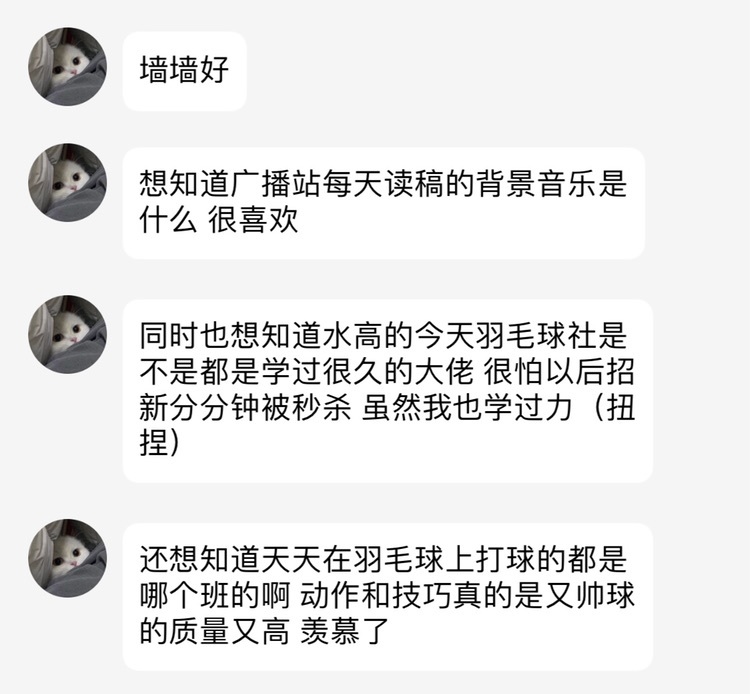 墙墙好
想知道广播站每天读稿的背景音乐是
什么 很喜欢
同时也想知道水高的今天羽毛球社是
不是都是学过很久的大佬 很怕以后招
新分分钟被秒杀 虽然我也学过力（扭
捏）
还想知道天天在羽毛球上打球的都是
哪个班的啊 动作和技巧真的是又帅球
的质量又高 羡慕了